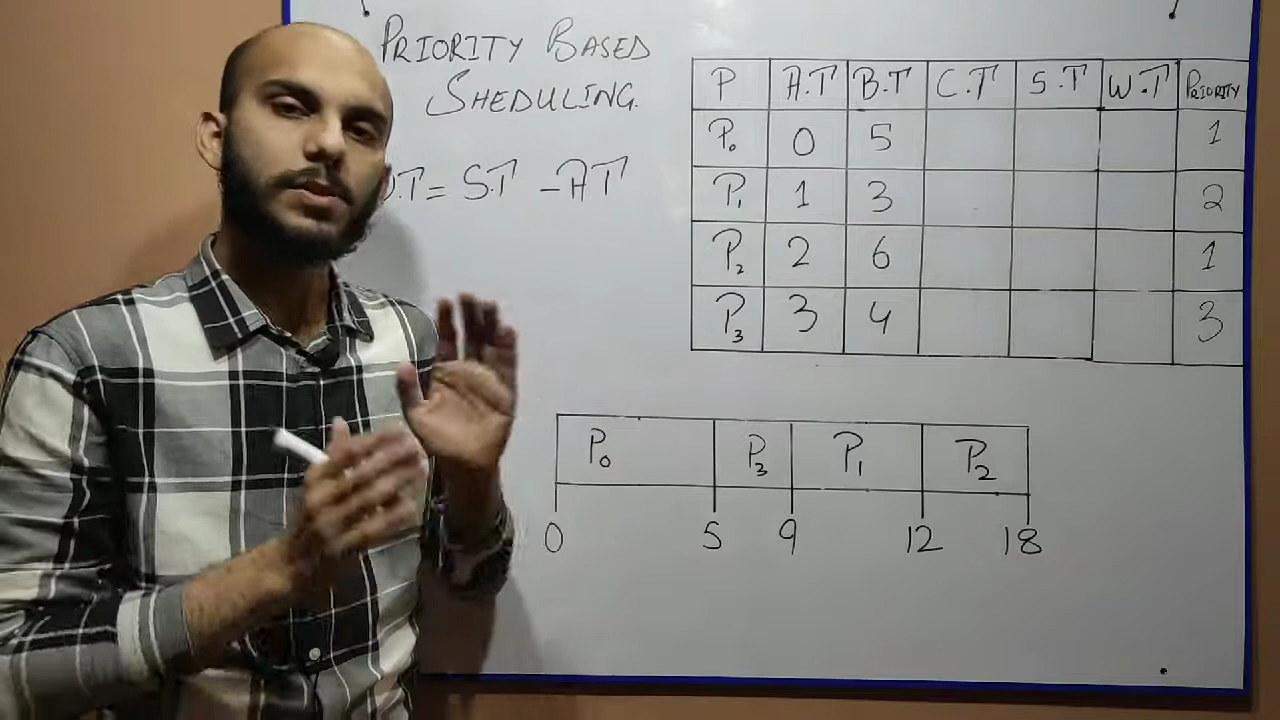 PRIORITY BASED
SHEDULING.
.T = S.T - AT
P A.T B.T C.T S.T W.T PRIORITY
P0 0 5 1
P1 1 3 2
P2 2 6 1
P3 3 4 3
P0 P3 P1 P2
0 5 9 12 18